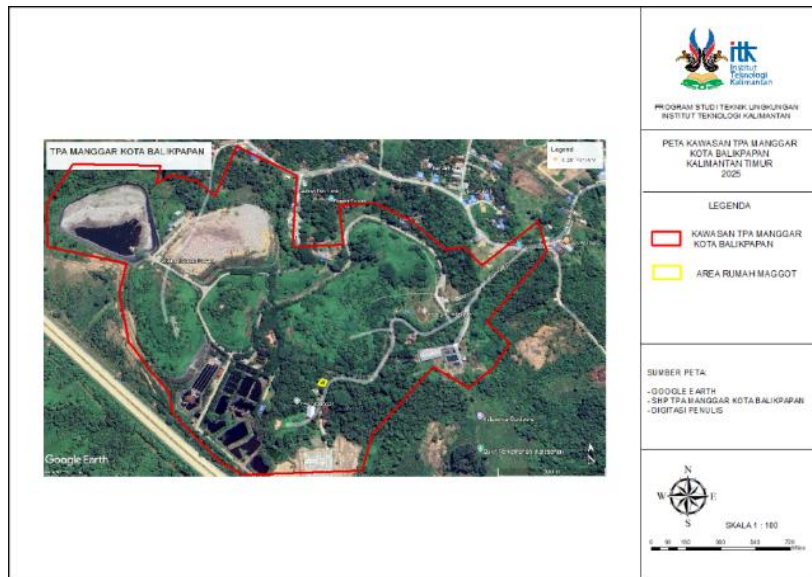 itk
Institut
Teknologi
Kalimantan
PROGRAM STUDI TEKNIK LINGKUNGAN
INSTITUT TEKNOLOGI KALIMANTAN
PETA KAWASAN TPA MANGGAR
KOTA BALIKPAPAN
KALIMANTAN TIMUR
2025
LEGENDA
KAWASAN TPA MANGGAR
KOTA BALIKPAPAN
AREA RUMAH MAGGOT
SUMBER PETA:
-GOOGLE EARTH
- SHP TPA MANGGAR KOTA BALIKPAPAN
- DIGITASI PENULIS
N
W E
S
SKALA 1 : 100
TPA MANGGAR KOTA BALIKPAPAN
Legend
Google Earth
N